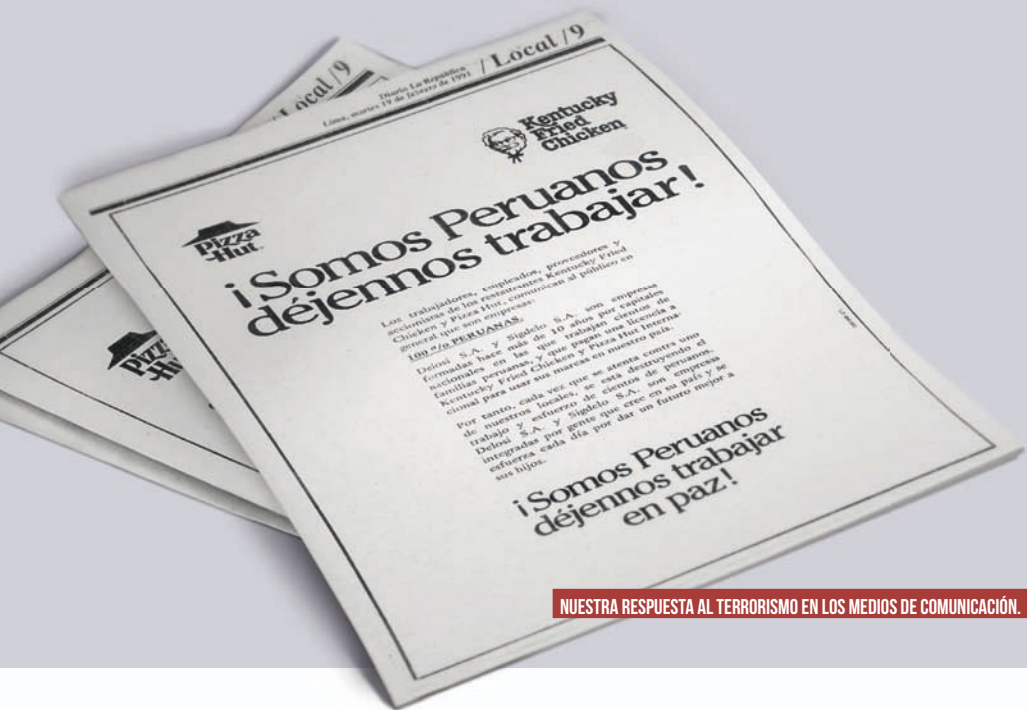 Local/9
Diario La República
Lima, martes 19 de febrero de 1991
/ Local /9
Kentucky
Fried
Chicken
Pizza
Hut
¡Somos Peruanos
déjennos trabajar!
Los trabajadores, empleados, proveedores y
accionistas de los restaurantes Kentucky Fried
Chicken y Pizza Hut, comunican al público en
general que son empresas:
100 o/o PERUANAS.
Delosi S.A. y Sigdelo S.A. son empresas
formadas hace más de 10 años por capitales
nacionales en las que trabajan cientos de
familias peruanas, y que pagan una licencia a
Kentucky Fried Chicken y Pizza Hut Interna-
cional para usar sus marcas en nuestro país.
Por tanto, cada vez que se atenta contra uno
de nuestros locales, se está destruyendo el
trabajo y esfuerzo de cientos de peruanos.
Delosi S.A. y Sigdelo S.A. son empresas
integradas por gente que cree en su país y se
esfuerza cada día por dar un futuro mejor a
sus hijos.
¡Somos Peruanos
déjennos trabajar
en paz!
NUESTRA RESPUESTA AL TERRORISMO EN LOS MEDIOS DE COMUNICACIÓN.